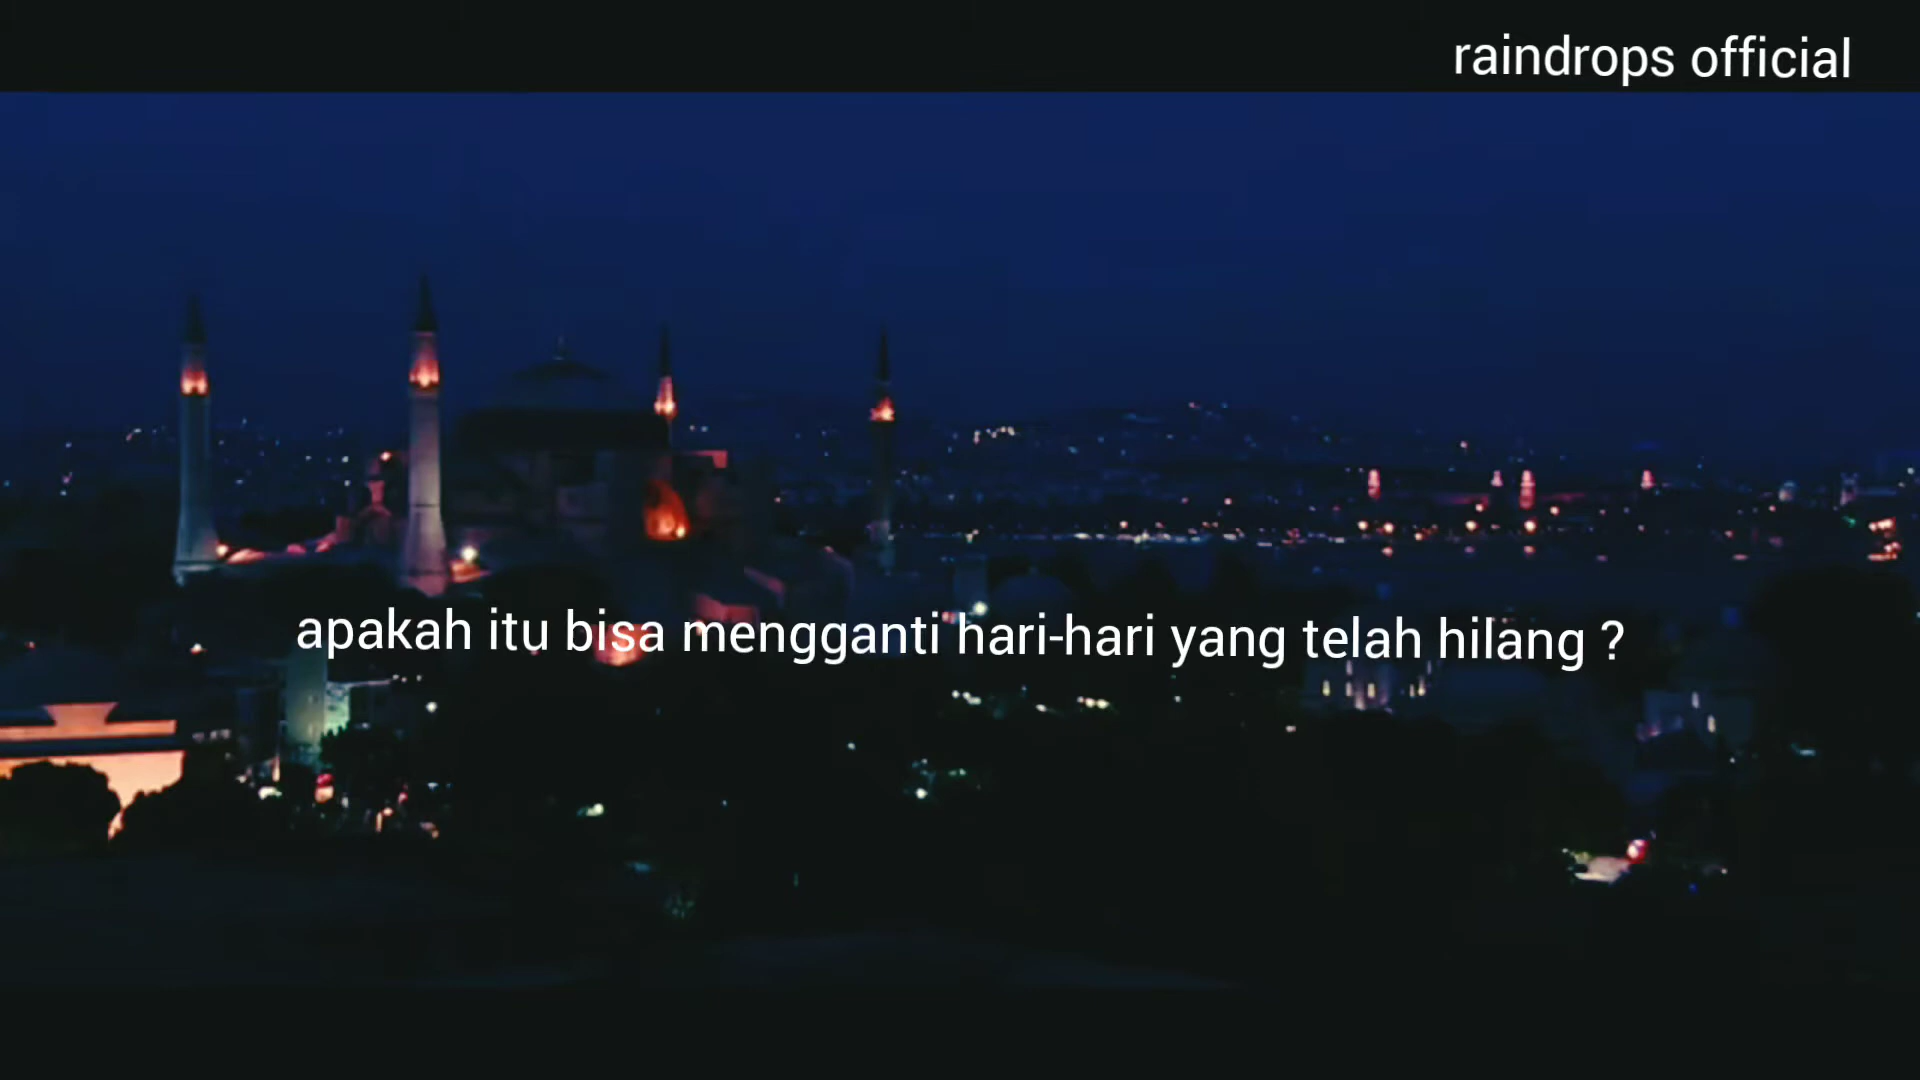 raindrops official
apakah itu bisa mengganti hari-hari yang telah hilang ?